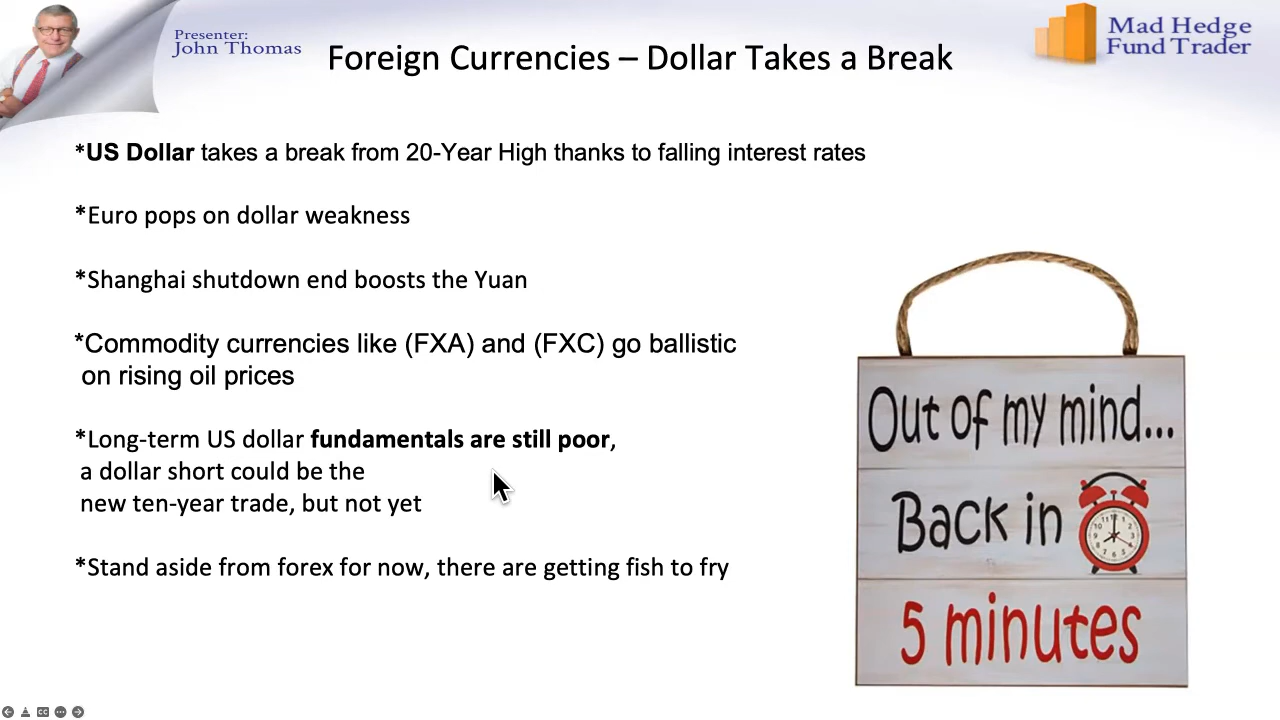 Presenter:
John Thomas
Foreign Currencies – Dollar Takes a Break
Mad Hedge
Fund Trader
*US Dollar takes a break from 20-Year High thanks to falling interest rates
*Euro pops on dollar weakness
*Shanghai shutdown end boosts the Yuan
*Commodity currencies like (FXA) and (FXC) go ballistic
on rising oil prices
*Long-term US dollar fundamentals are still poor,
a dollar short could be the
new ten-year trade, but not yet
*Stand aside from forex for now, there are getting fish to fry
Out of my mind...
Back in
5 minutes